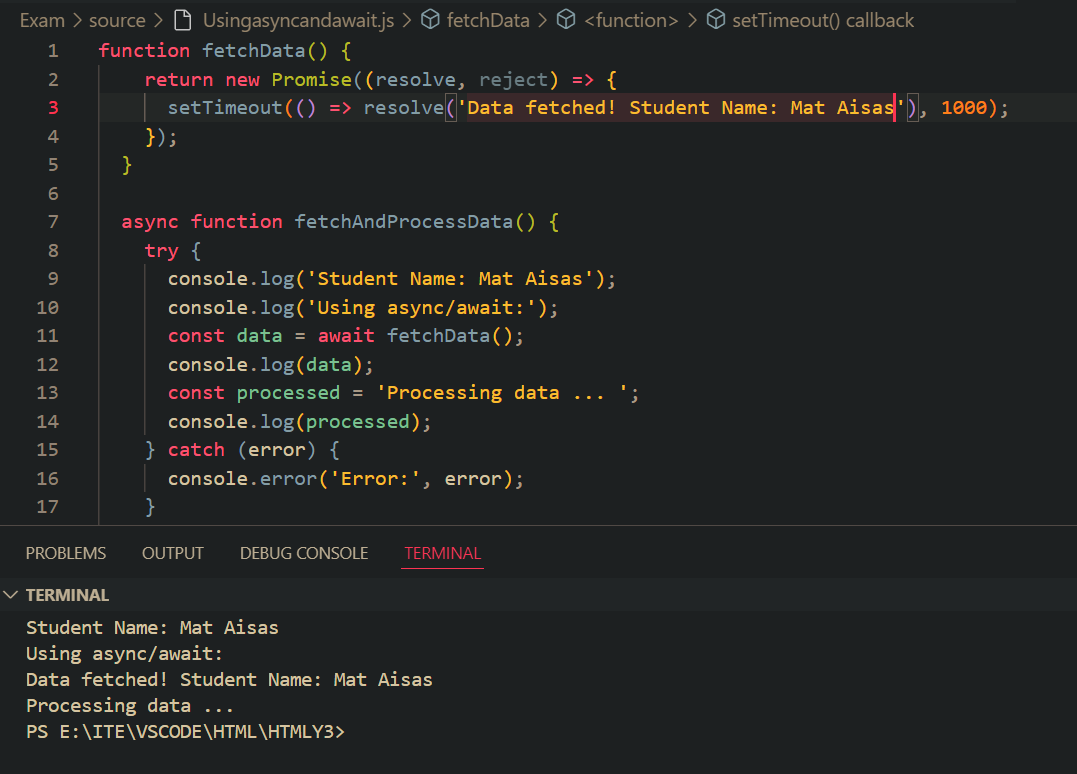 Exam > source > Usingasyncandawait.js > fetchData > <function> > setTimeout() callback
1 function fetchData() {
2 return new Promise((resolve, reject) => {
3 setTimeout(() => resolve('Data fetched! Student Name: Mat Aisas'), 1000);
4 });
5 }
6
7 async function fetchAndProcessData() {
8 try {
9 console.log('Student Name: Mat Aisas');
10 console.log('Using async/await:');
11 const data = await fetchData();
12 console.log(data);
13 const processed = 'Processing data ... ';
14 console.log(processed);
15 } catch (error) {
16 console.error('Error:', error);
17 }
PROBLEMS OUTPUT DEBUG CONSOLE TERMINAL
TERMINAL
Student Name: Mat Aisas
Using async/await:
Data fetched! Student Name: Mat Aisas
Processing data ...
PS E:\ITE\VSCODE\HTML\HTMLY3>